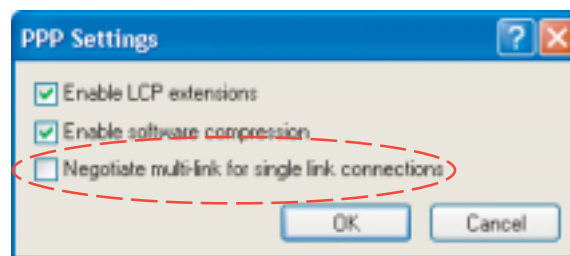 PPP Settings
?
Enable LCP extensions
Enable software compression
Negotiate multi-link for single link connections
OK Cancel